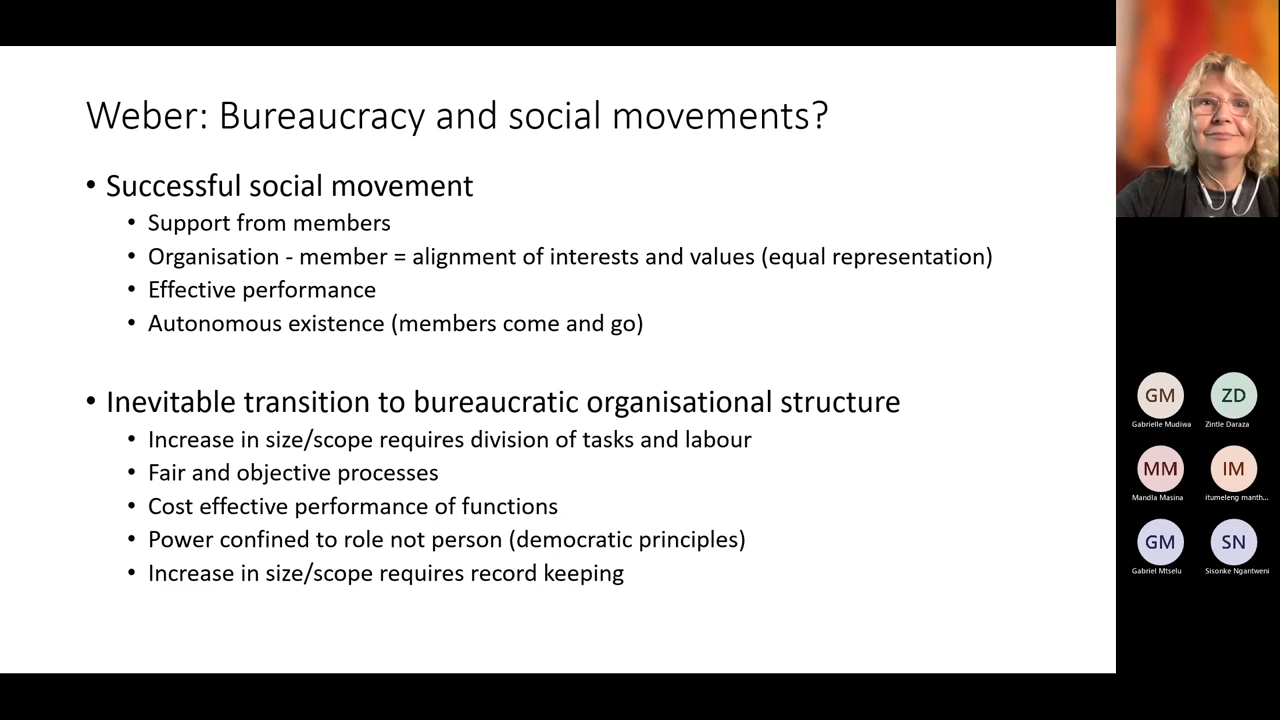 Weber: Bureaucracy and social movements?
• Successful social movement
• Support from members
• Organisation - member = alignment of interests and values (equal representation)
• Effective performance
• Autonomous existence (members come and go)
• Inevitable transition to bureaucratic organisational structure
• Increase in size/scope requires division of tasks and labour
• Fair and objective processes
• Cost effective performance of functions
• Power confined to role not person (democratic principles)
• Increase in size/scope requires record keeping
GM ZD
Gabrielle Mudiwa Zintle Daraza
MM IM
Mandla Masina itumeleng manth...
GM SN
Gabriel Mtselu Sisonke Ngantweni